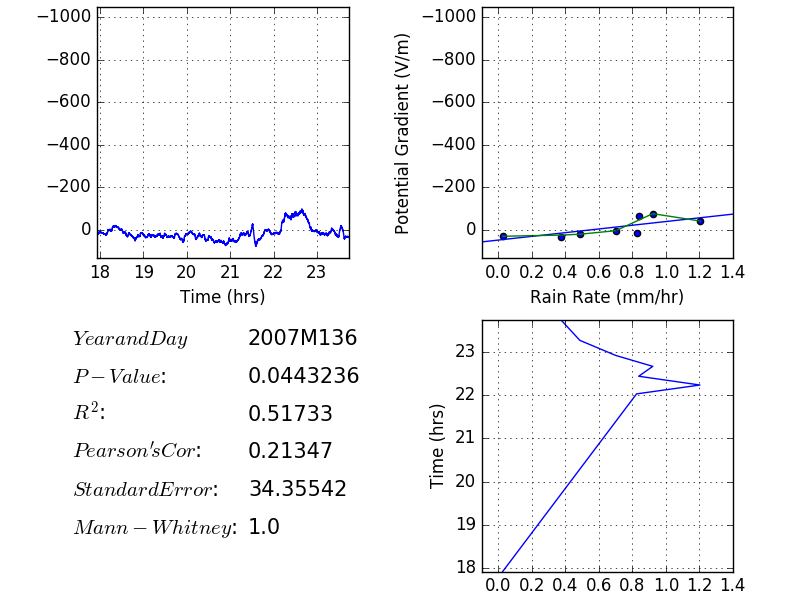 −1000
−800
−600
−400
−200
0
18 19 20 21 22 23
Time (hrs)
Potential Gradient (V/m)
−1000
−800
−600
−400
−200
0
0.0 0.2 0.4 0.6 0.8 1.0 1.2 1.4
Rain Rate (mm/hr)
YearandDay 2007M136
P − Value: 0.0443236
R²: 0.51733
Pearson′sCor: 0.21347
StandardError: 34.35542
Mann − Whitney: 1.0
Time (hrs)
23
22
21
20
19
18
0.0 0.2 0.4 0.6 0.8 1.0 1.2 1.4